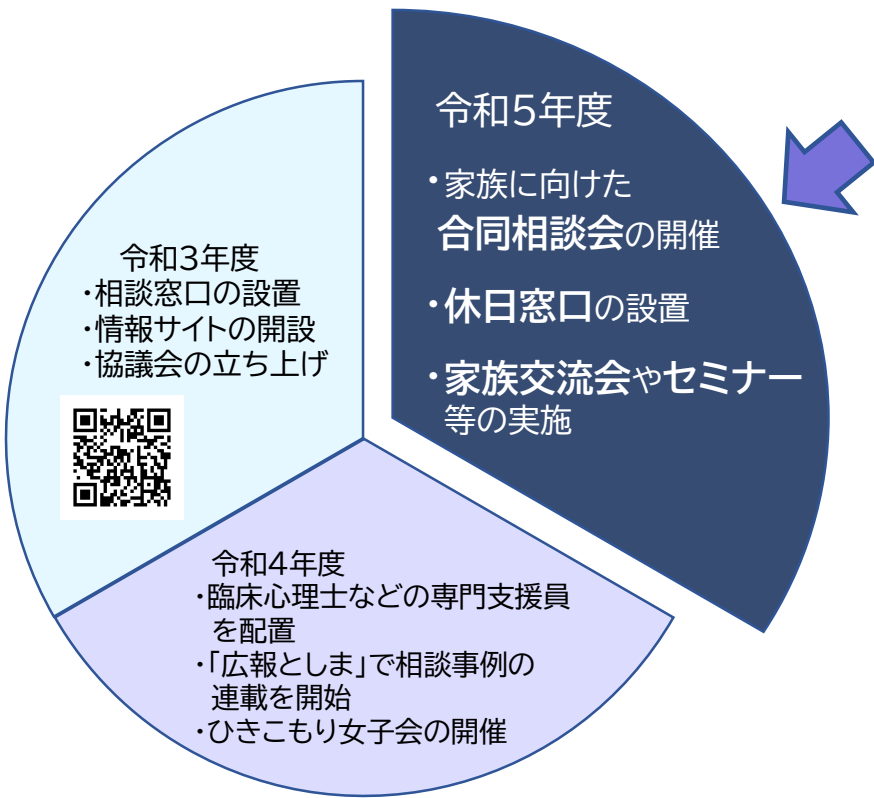 令和5年度
・家族に向けた
合同相談会の開催
・休日窓口の設置
・家族交流会やセミナー
等の実施
令和3年度
・相談窓口の設置
・情報サイトの開設
・協議会の立ち上げ
令和4年度
・臨床心理士などの専門支援員
を配置
・「広報としま」で相談事例の
連載を開始
・ひきこもり女子会の開催